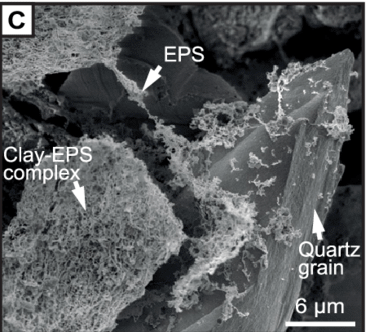 C
EPS
Clay-EPS
complex
Quartz
grain
6 µm